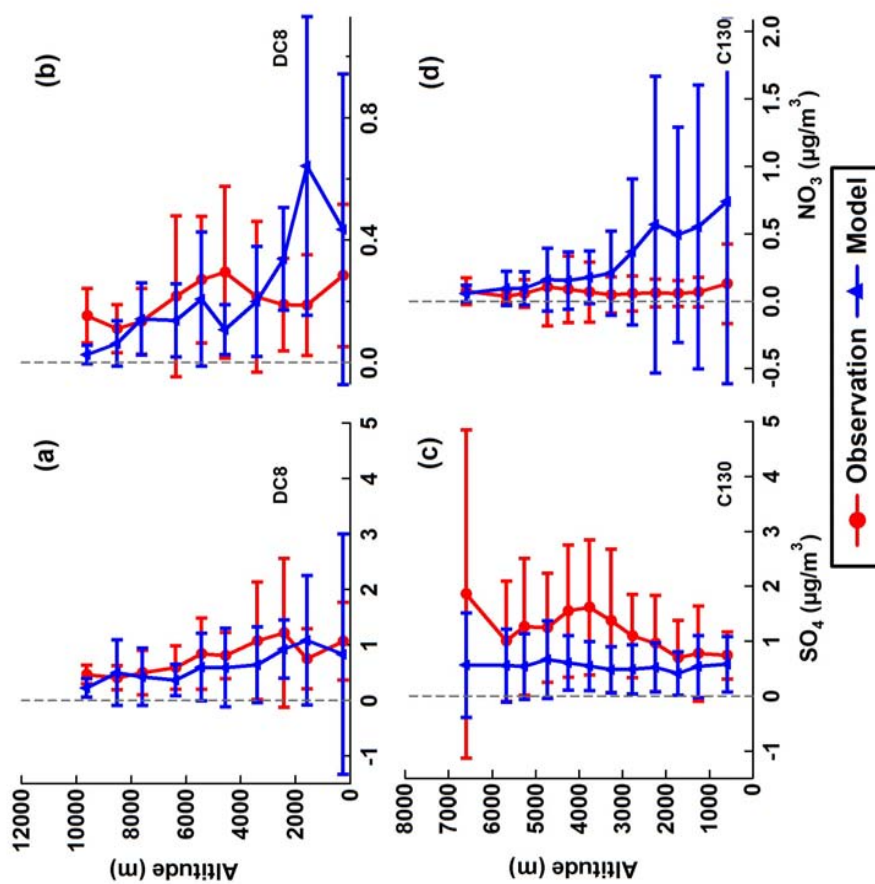 (a)
Altitude (m)
12000
10000
8000
6000
4000
2000
0
-1 0 1 2 3 4 5
DC8
(b)
0.0 0.4 0.8
DC8
(c)
Altitude (m)
8000
7000
6000
5000
4000
3000
2000
1000
0
-1 0 1 2 3 4 5
C130
SO4 (µg/m³)
(d)
-0.5 0.0 0.5 1.0 1.5 2.0
C130
NO3 (µg/m³)
Observation Model